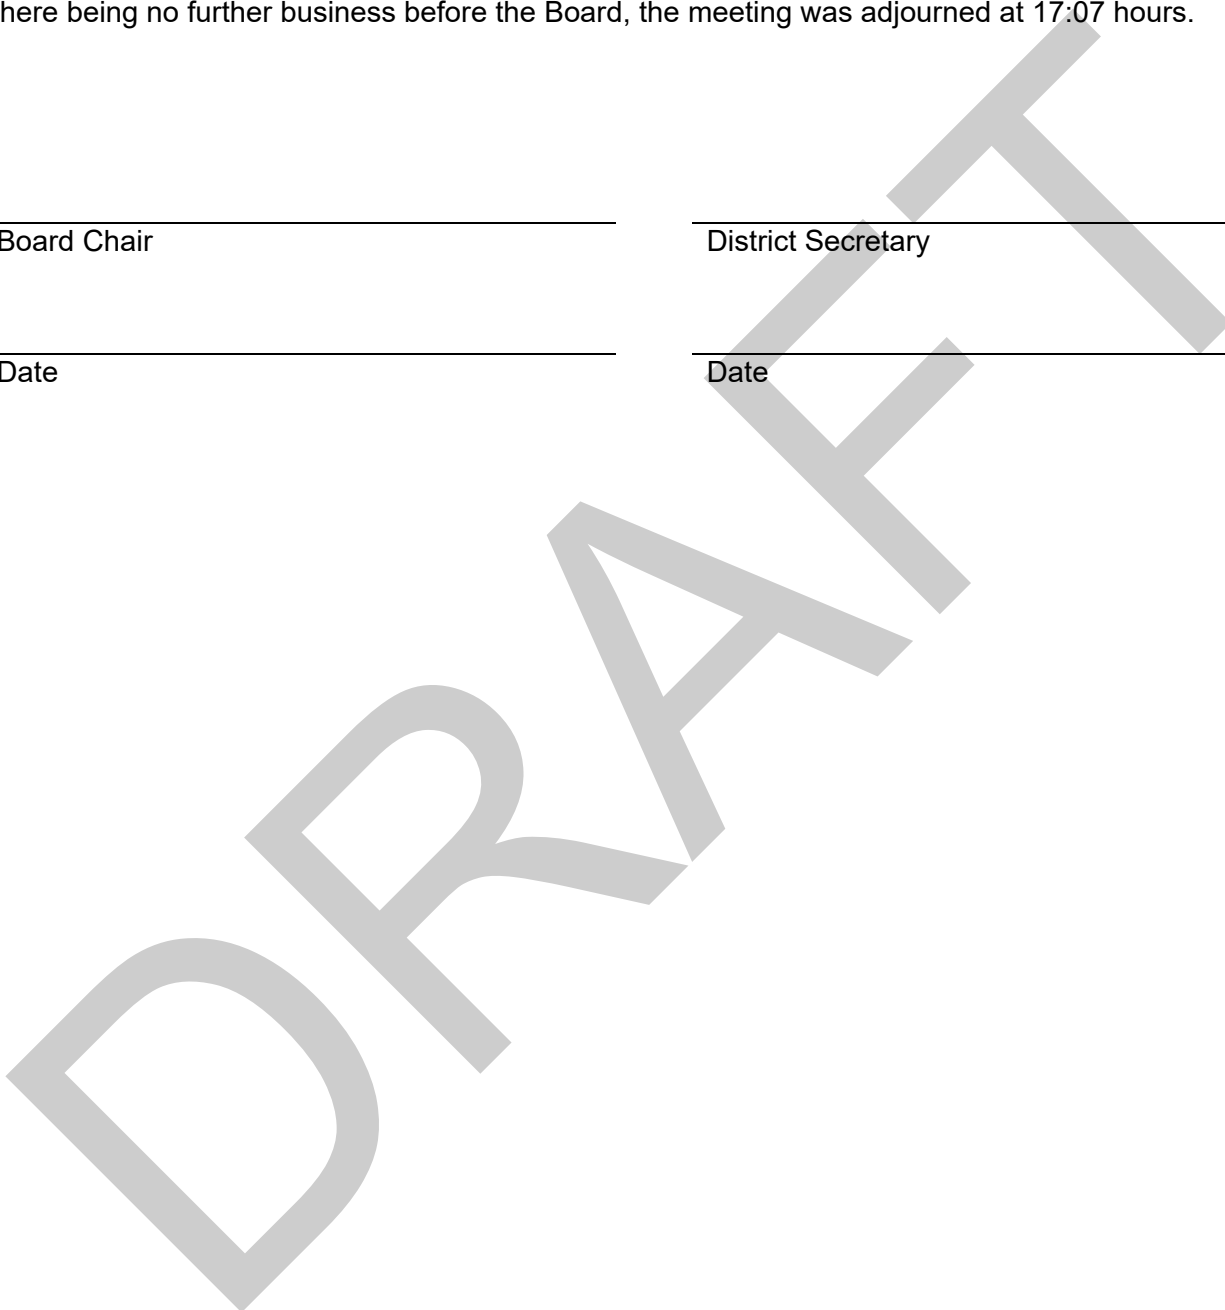 here being no further business before the Board, the meeting was adjourned at 17:07 hours.
Board Chair District Secretary
Date Date
DRAFT